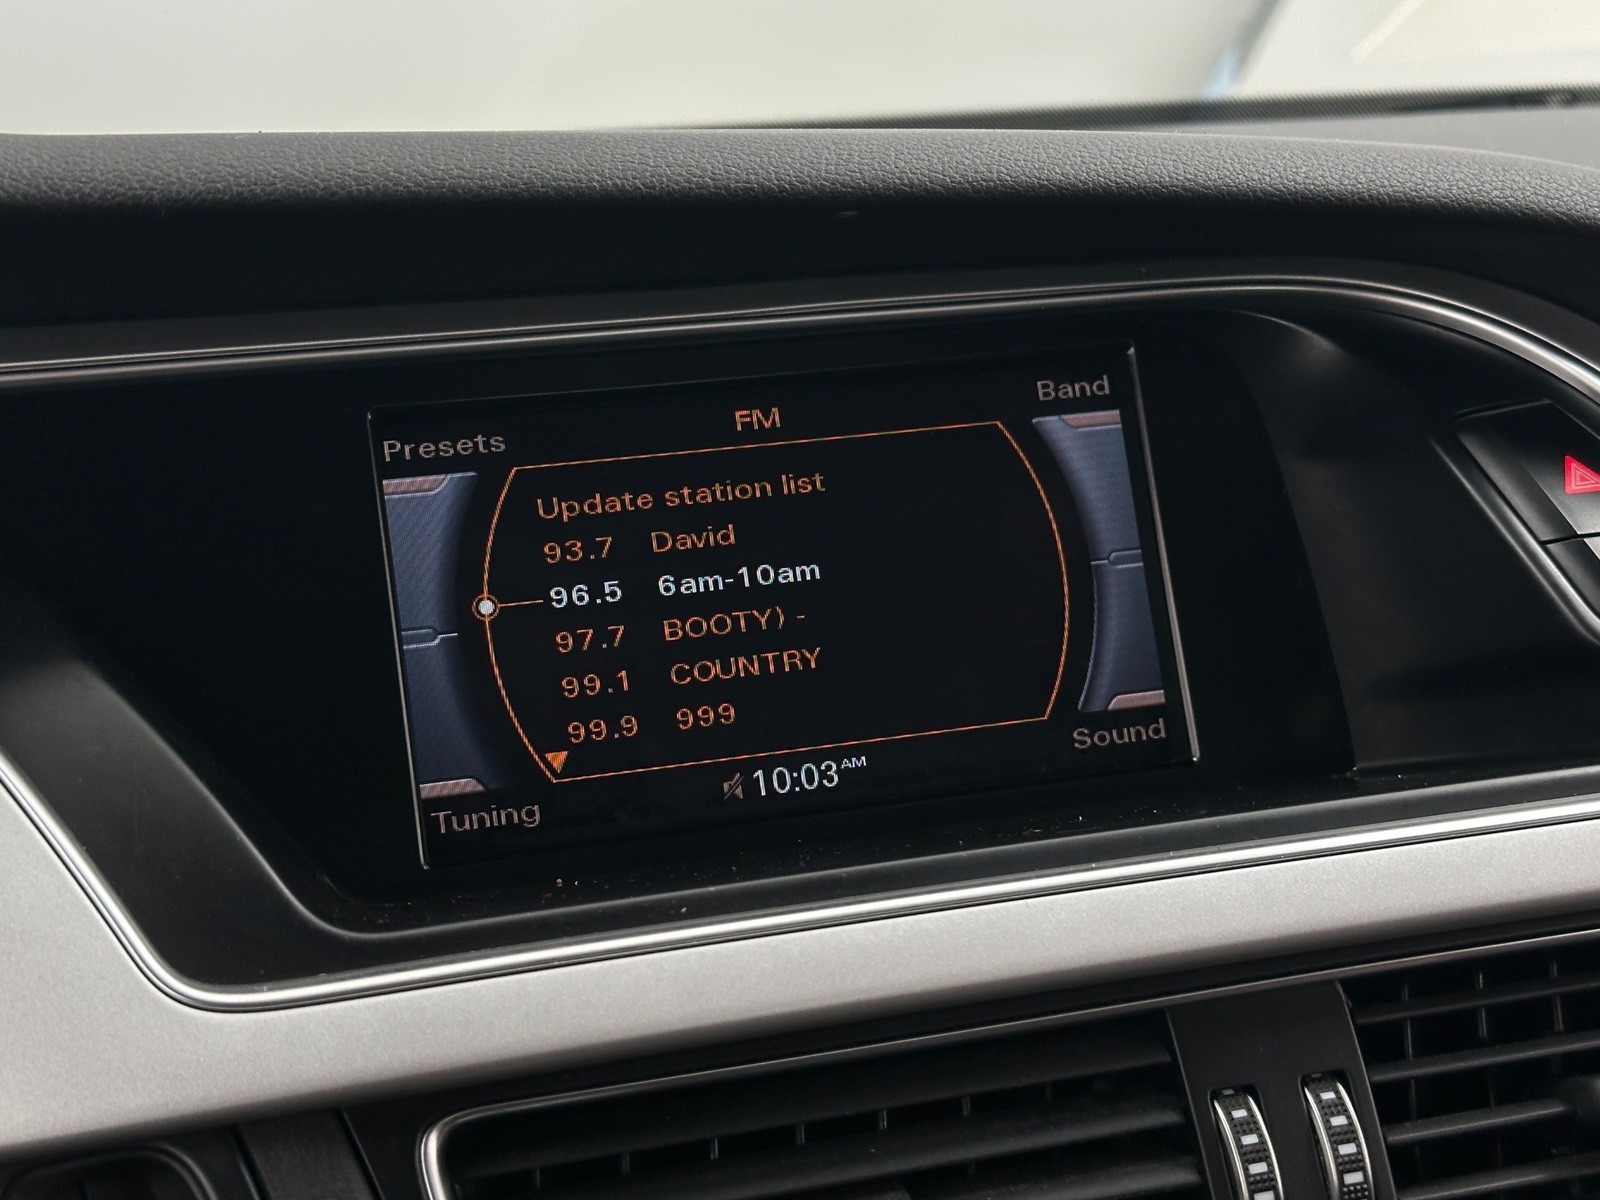 FM
Band
Presets
Update station list
93.7 David
96.5 6am-10am
97.7 BOOTY) -
99.1 COUNTRY
99.9 999
Sound
10:03 AM
Tuning